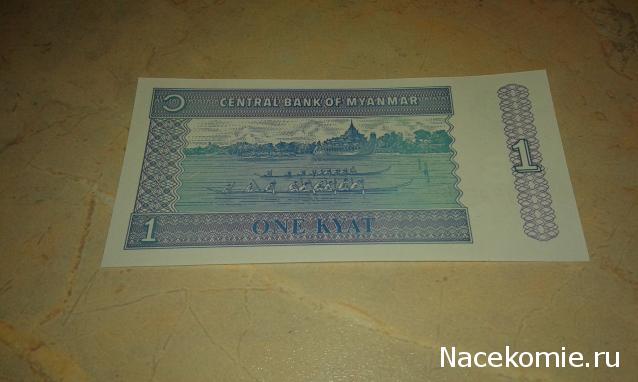 ၁ CENTRAL BANK OF MYANMAR
1
1 ONE KYAT
Nacekomie.ru